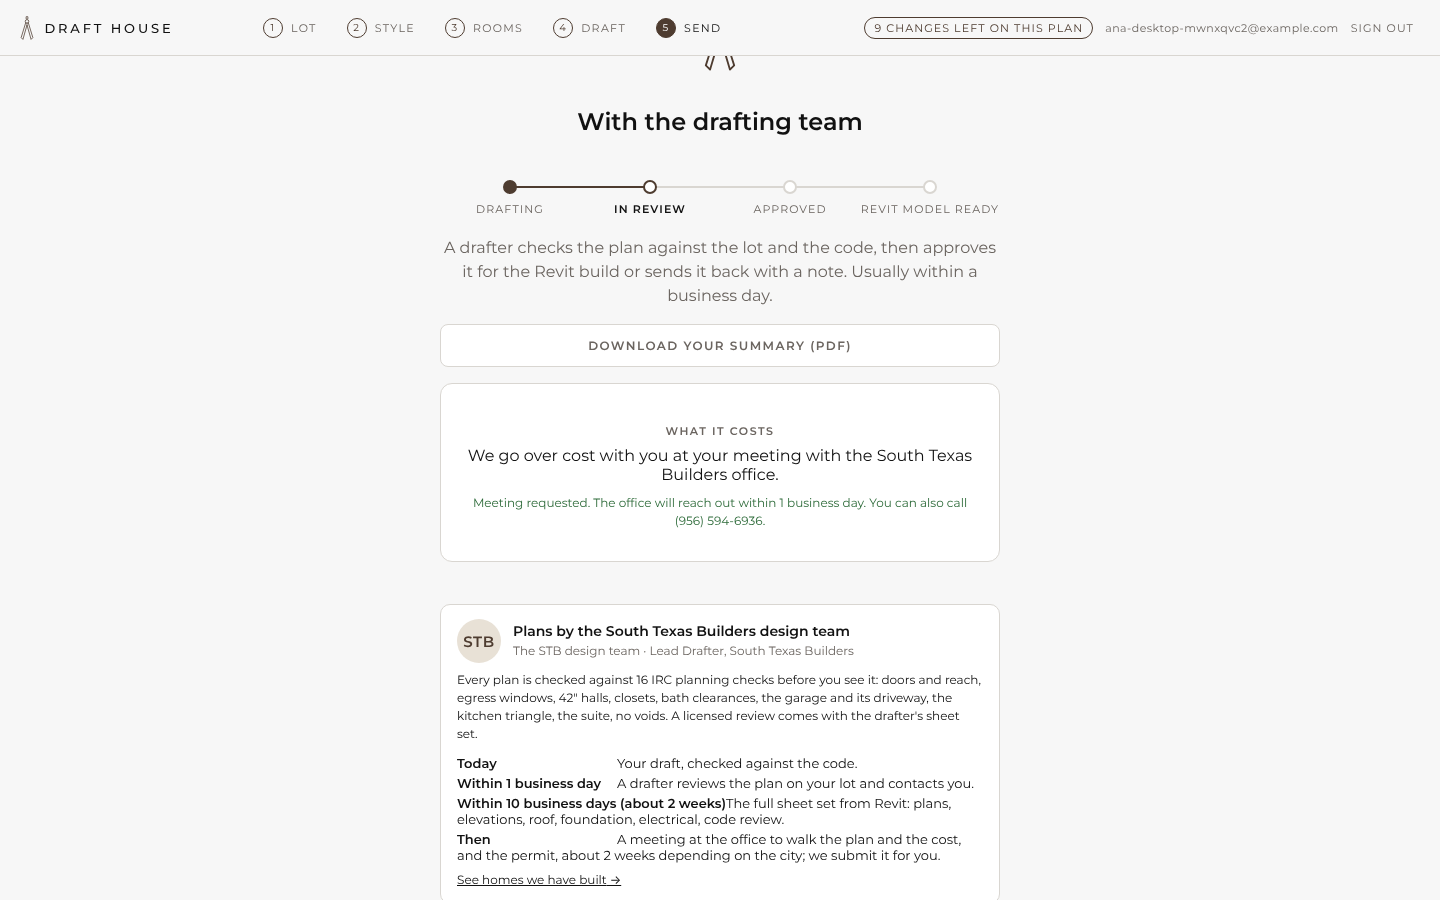 DRAFT HOUSE
1 LOT
2 STYLE
3 ROOMS
4 DRAFT
5 SEND
9 CHANGES LEFT ON THIS PLAN
ana-desktop-mwnxqvc2@example.com
SIGN OUT
With the drafting team
DRAFTING
IN REVIEW
APPROVED
REVIT MODEL READY
A drafter checks the plan against the lot and the code, then approves
it for the Revit build or sends it back with a note. Usually within a
business day.
DOWNLOAD YOUR SUMMARY (PDF)
WHAT IT COSTS
We go over cost with you at your meeting with the South Texas
Builders office.
Meeting requested. The office will reach out within 1 business day. You can also call
(956) 594-6936.
STB
Plans by the South Texas Builders design team
The STB design team · Lead Drafter, South Texas Builders
Every plan is checked against 16 IRC planning checks before you see it: doors and reach,
egress windows, 42" halls, closets, bath clearances, the garage and its driveway, the
kitchen triangle, the suite, no voids. A licensed review comes with the drafter's sheet
set.
Today Your draft, checked against the code.
Within 1 business day A drafter reviews the plan on your lot and contacts you.
Within 10 business days (about 2 weeks)The full sheet set from Revit: plans,
elevations, roof, foundation, electrical, code review.
Then A meeting at the office to walk the plan and the cost,
and the permit, about 2 weeks depending on the city; we submit it for you.
See homes we have built →